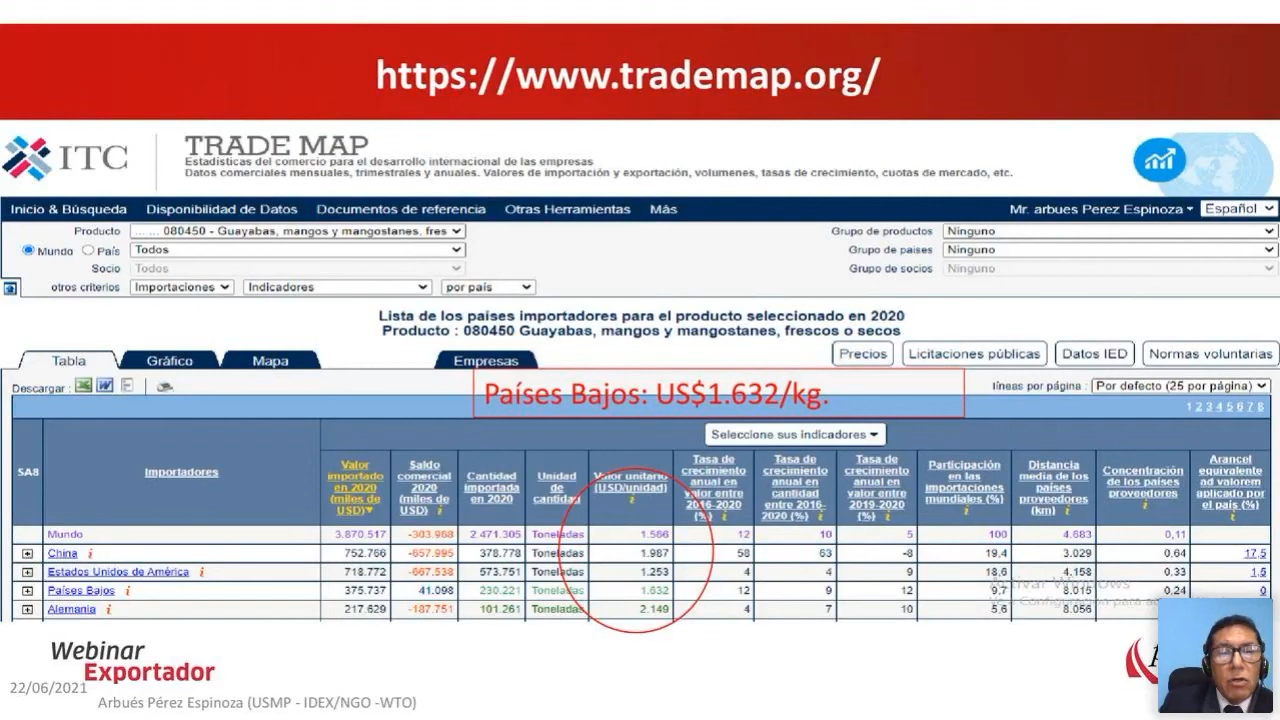 https://www.trademap.org/
ITC
TRADE MAP
Estadísticas del comercio para el desarrollo internacional de las empresas
Datos comerciales mensuales, trimestrales y anuales. Valores de importación y exportación, volumenes, tasas de crecimiento, cuotas de mercado, etc.
Inicio & Búsqueda Disponibilidad de Datos Documentos de referencia Otras Herramientas Más Mr. arbues Perez Espinoza Español
Producto ... ... 080450 - Guayabas, mangos y mangostanes, fres Grupo de productos Ninguno
Mundo País Todos Grupo de paises Ninguno
Socio Todos Grupo de socios Ninguno
otros criterios Importaciones Indicadores por país
Lista de los países importadores para el producto seleccionado en 2020
Producto : 080450 Guayabas, mangos y mangostanes, frescos o secos
Tabla Gráfico Mapa Empresas Precios Licitaciones públicas Datos IED Normas voluntarias
Descargar : líneas por página : Por defecto (25 por página)
Países Bajos: US$1.632/kg.
1 2 3 4 5 6 7 8
Seleccione sus indicadores
SA8
Importadores
Valor importado en 2020 (miles de USD)
Saldo comercial 2020 (miles de USD) i
Cantidad importada en 2020
Unidad de cantidad
Valor unitario (USD/unidad) i
Tasa de crecimiento anual en valor entre 2016-2020 (%) i
Tasa de crecimiento anual en cantidad entre 2016-2020 (%) i
Tasa de crecimiento anual en valor entre 2019-2020 (%) i
Participación en las importaciones mundiales (%) i
Distancia media de los países proveedores (km) i
Concentración de los países proveedores i
Arancel equivalente ad valorem aplicado por el país (%) i
Mundo 3.870.517 -303.968 2.471.305 Toneladas 1.566 12 10 5 100 4.683 0,11
China i 752.766 -657.995 378.778 Toneladas 1.987 58 63 -8 19,4 3.029 0.64 17,5
Estados Unidos de América i 718.772 -667.538 573.751 Toneladas 1.253 4 4 9 18,6 4.158 0.33 1,5
Países Bajos i 375.737 41.098 230.221 Toneladas 1.632 12 9 12 9.7 8.015 0.24 0
Alemania i 217.629 -187.751 101.261 Toneladas 2.149 4 7 10 5,6 8.056
Activar Windows
Webinar
Exportador
22/06/2021
Arbués Pérez Espinoza (USMP - IDEX/NGO -WTO)